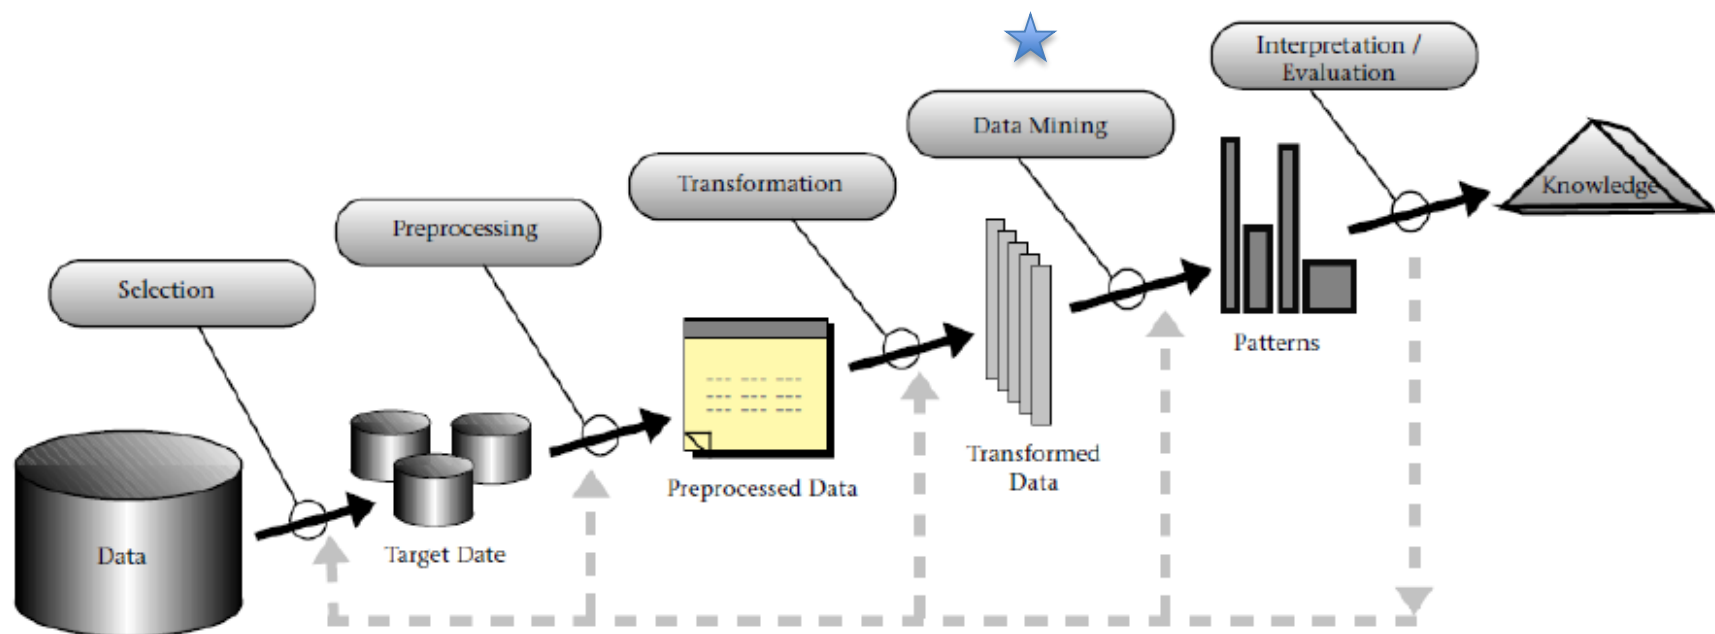 Interpretation /
Evaluation
Data Mining
Transformation
Preprocessing
Selection
Knowledge
Patterns
Transformed
Data
Preprocessed Data
Target Date
Data